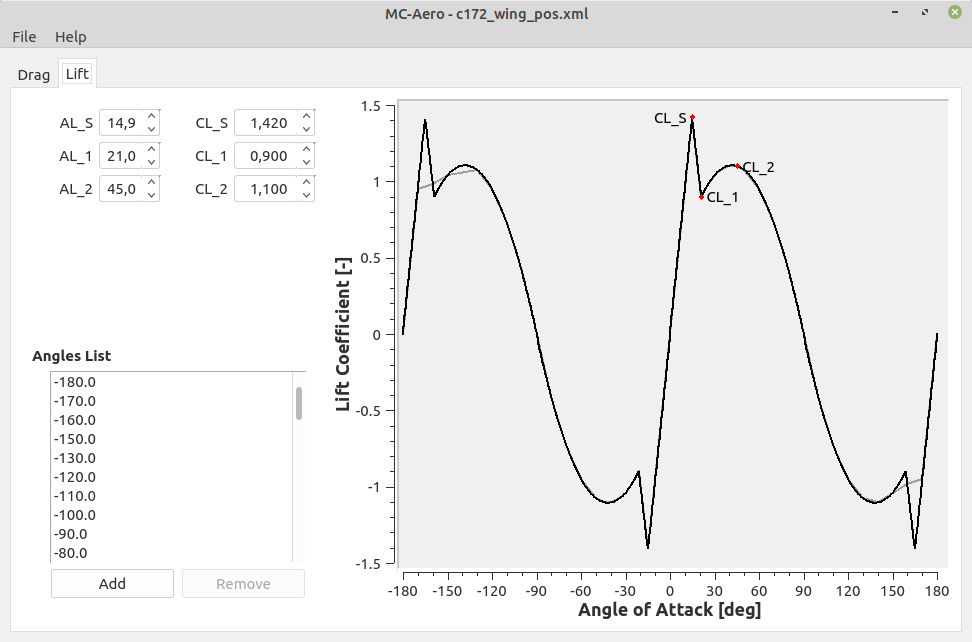 MC-Aero - c172_wing_pos.xml
File Help
Drag Lift
AL_S 14,9 CL_S 1,420
AL_1 21,0 CL_1 0,900
AL_2 45,0 CL_2 1,100
Angles List
-180.0
-170.0
-160.0
-150.0
-130.0
-120.0
-110.0
-100.0
-90.0
-80.0
Add Remove
Lift Coefficient [-]
1.5
1
0.5
0
-0.5
-1
-1.5
CL_S
CL_2
CL_1
-180 -150 -120 -90 -60 -30 0 30 60 90 120 150 180
Angle of Attack [deg]